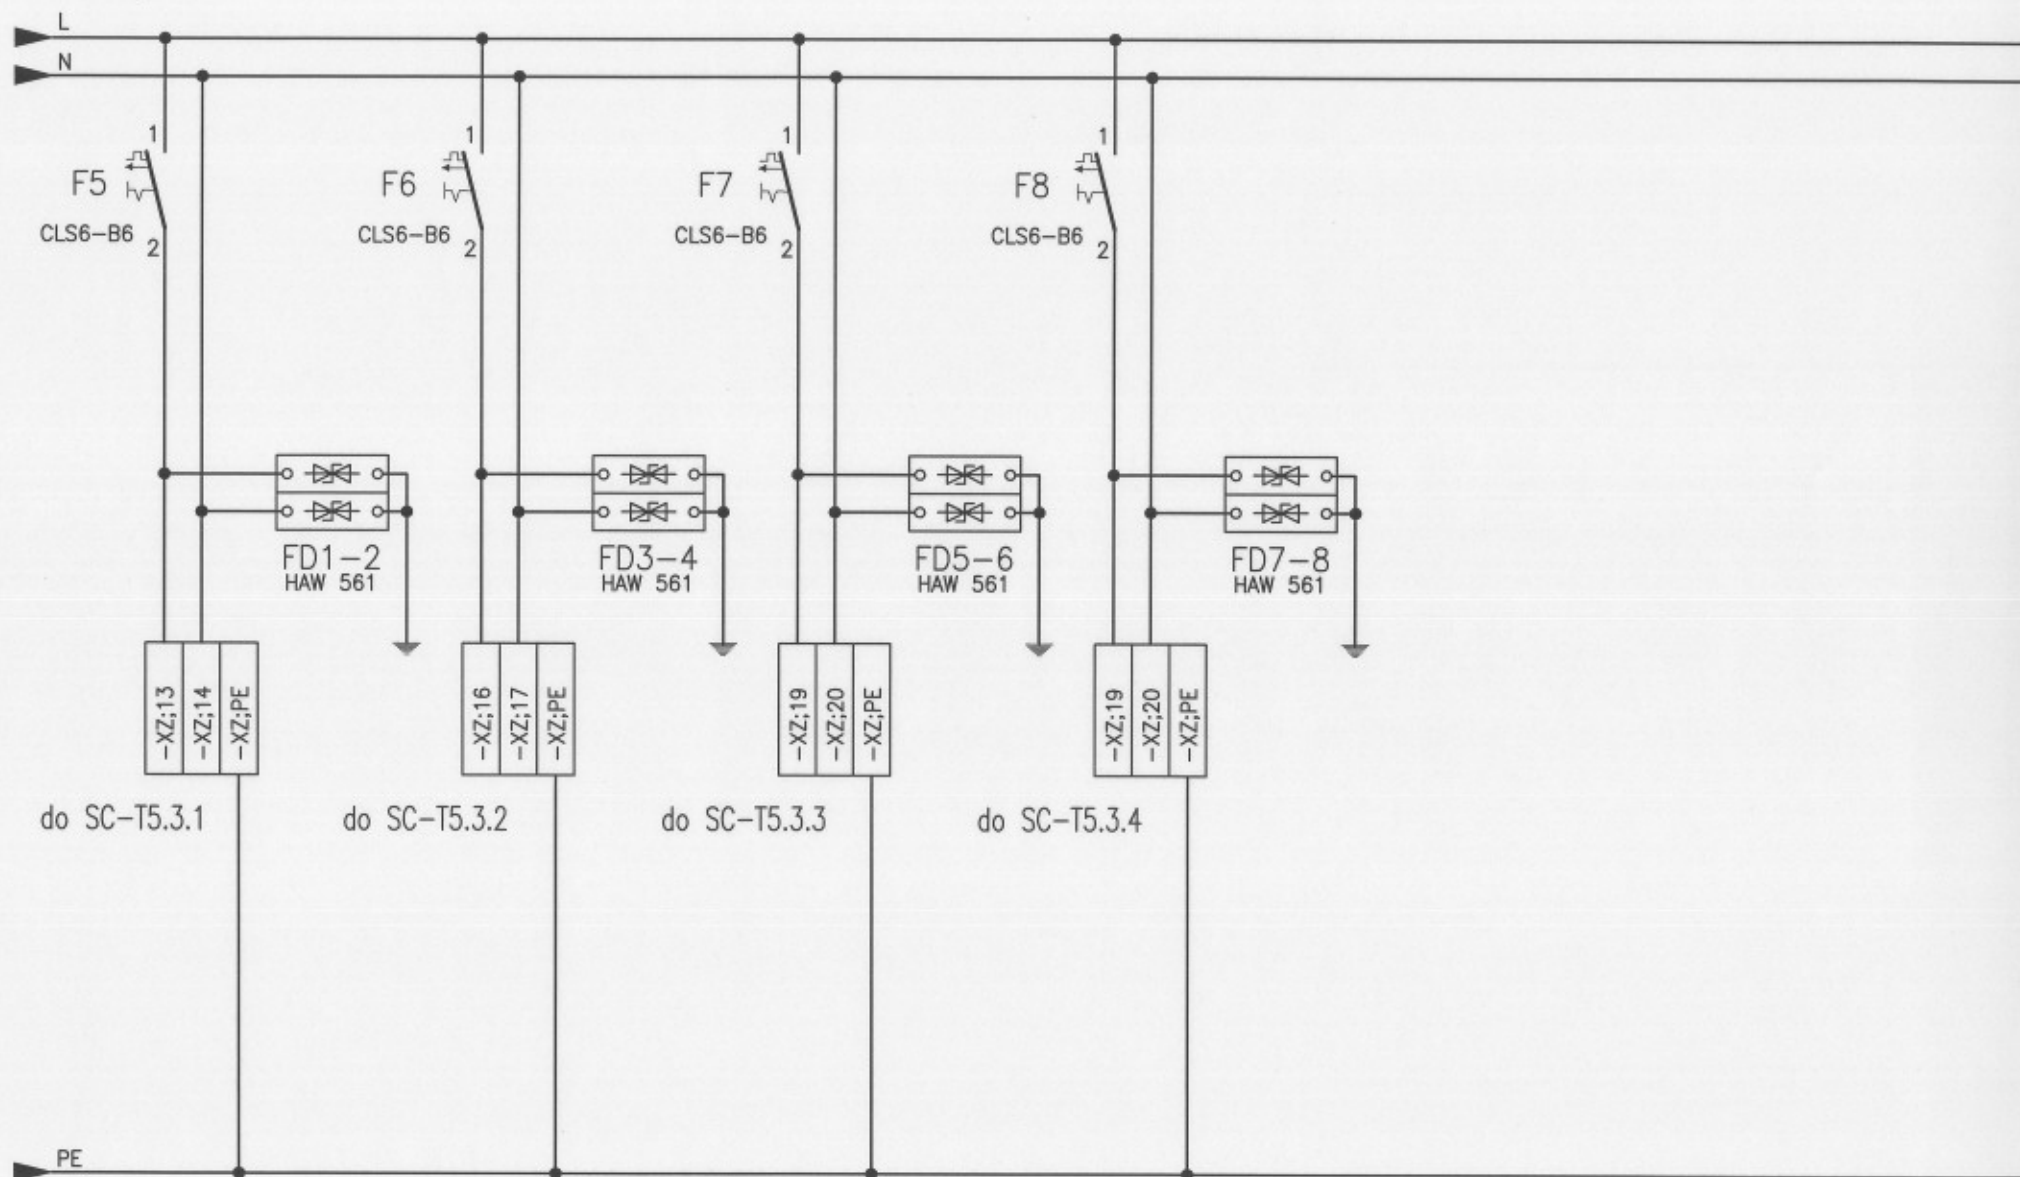 L
N
1 1 1 1
F5 F6 F7 F8
CLS6-B6 CLS6-B6 CLS6-B6 CLS6-B6
2 2 2 2
FD1-2 FD3-4 FD5-6 FD7-8
HAW 561 HAW 561 HAW 561 HAW 561
-XZ;13 -XZ;14 -XZ;PE -XZ;16 -XZ;17 -XZ;PE -XZ;19 -XZ;20 -XZ;PE -XZ;19 -XZ;20 -XZ;PE
do SC-T5.3.1 do SC-T5.3.2 do SC-T5.3.3 do SC-T5.3.4
PE